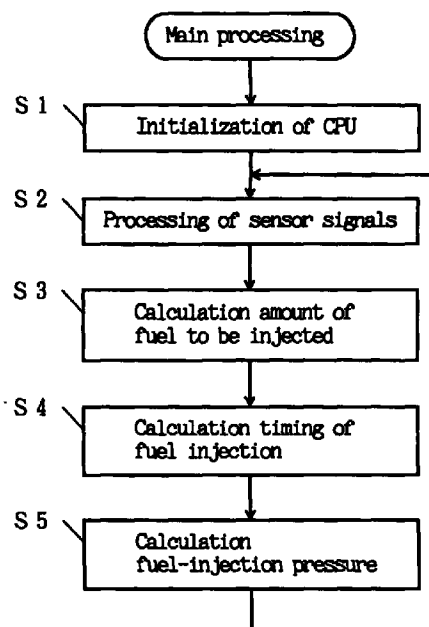 Main processing
S 1
Initialization of CPU
S 2
Processing of sensor signals
S 3
Calculation amount of
fuel to be injected
S 4
Calculation timing of
fuel injection
S 5
Calculation
fuel-injection pressure